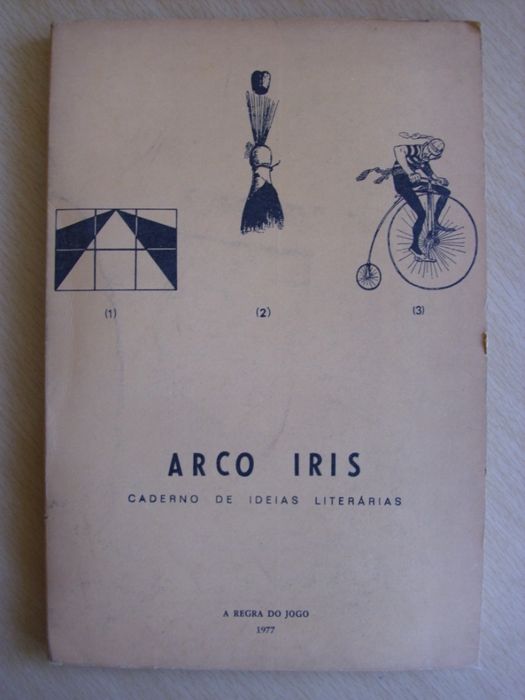 (1) (2) (3)
ARCO IRIS
CADERNO DE IDEIAS LITERÁRIAS
A REGRA DO JOGO
1977